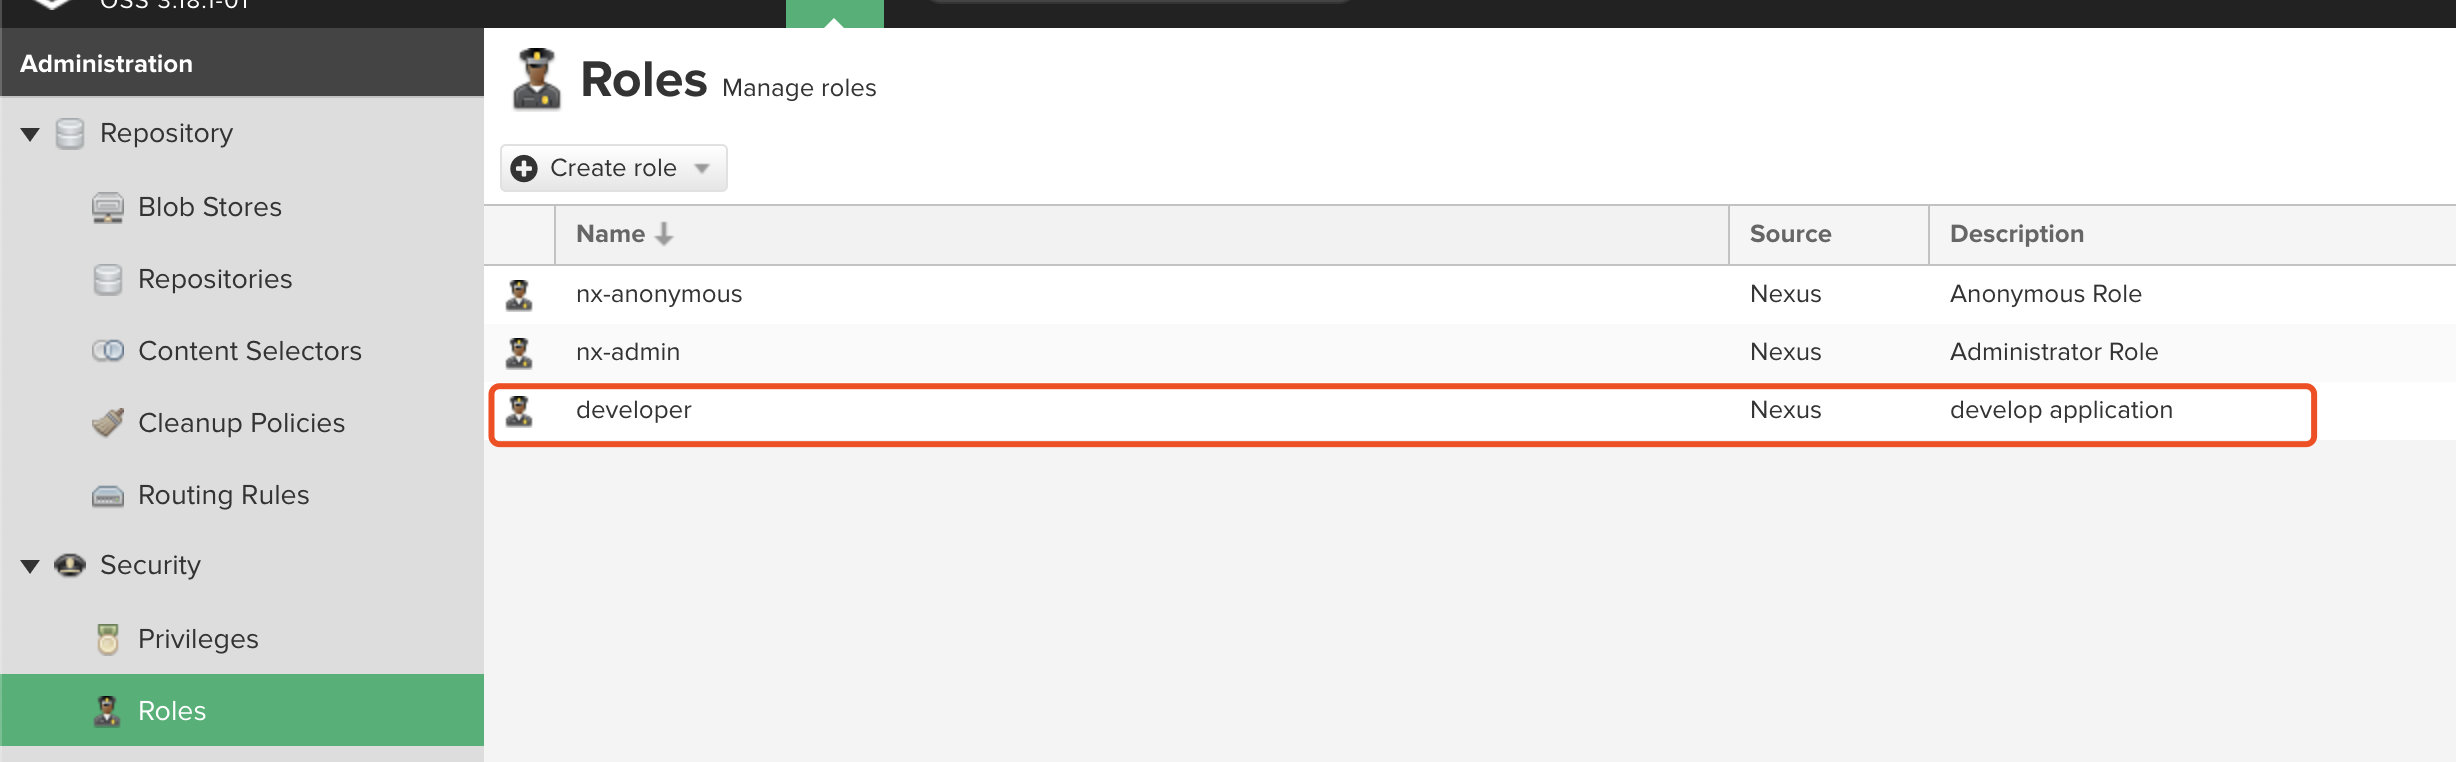 OSS 3.18.1-01
Administration
Repository
Blob Stores
Repositories
Content Selectors
Cleanup Policies
Routing Rules
Security
Privileges
Roles
Roles Manage roles
Create role
Name Source Description
nx-anonymous Nexus Anonymous Role
nx-admin Nexus Administrator Role
developer Nexus develop application